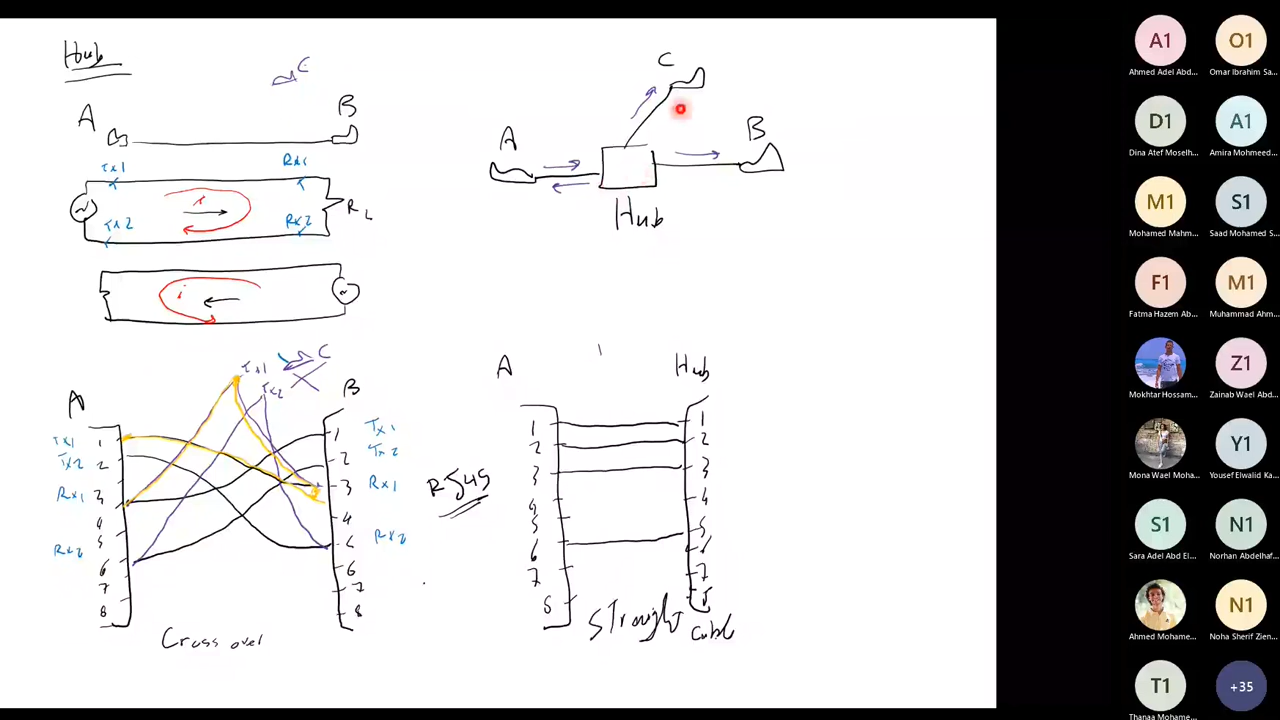 Hub
C
A
B
Tx1
Rx1
i
RL
Tx2
Rx2
i
C
A
B
Hub
Tx1
C
Tx2
A
B
Tx1
1
1
Tx1
Tx2
2
2
Tx2
Rx1
3
3
Rx1
4
4
5
Rx2
Rx2
6
6
7
7
8
8
Cross over
RJ45
A
Hub
1
1
2
2
3
3
4
4
5
5
6
6
7
7
8
Straight
Cable
A1
O1
Ahmed Adel Abd...
Omar Ibrahim Sa...
D1
A1
Dina Atef Moselh...
Amira Mohmeed...
M1
S1
Mohamed Mahm...
Saad Mohamed S...
F1
M1
Fatma Hazem Ab...
Muhammad Ahm...
Z1
Mokhtar Hossam...
Zainab Wael Abd...
Y1
Mona Wael Moha...
Yousef Elwalid Ka...
S1
N1
Sara Adel Abd El...
Norhan Abdelhaf...
N1
Ahmed Mohame...
Noha Sherif Zien...
T1
+35
Thanaa Mohame...